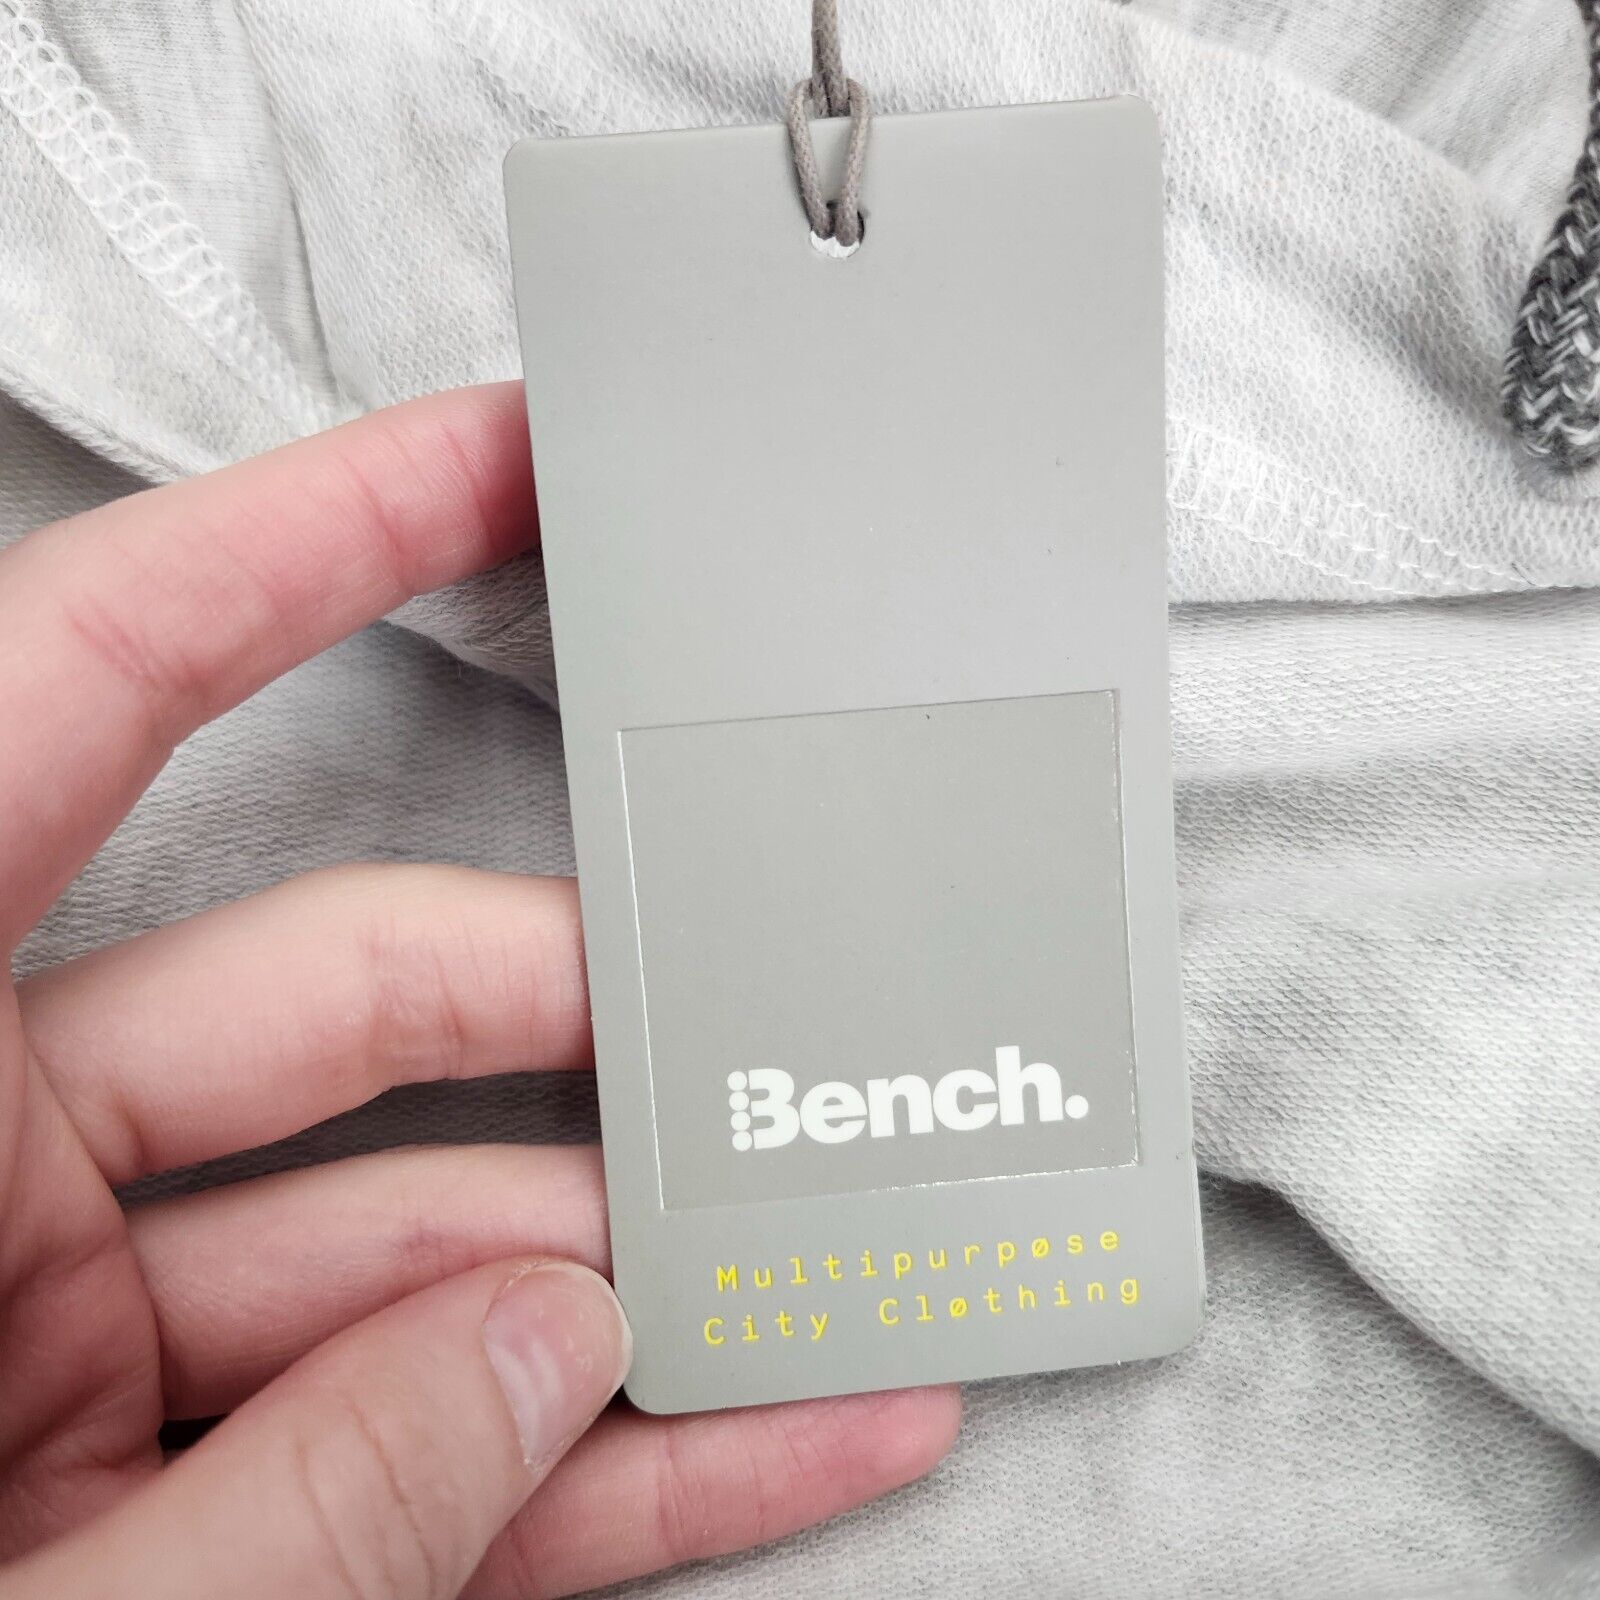 Bench.
Multipurpøse
City Cløthing